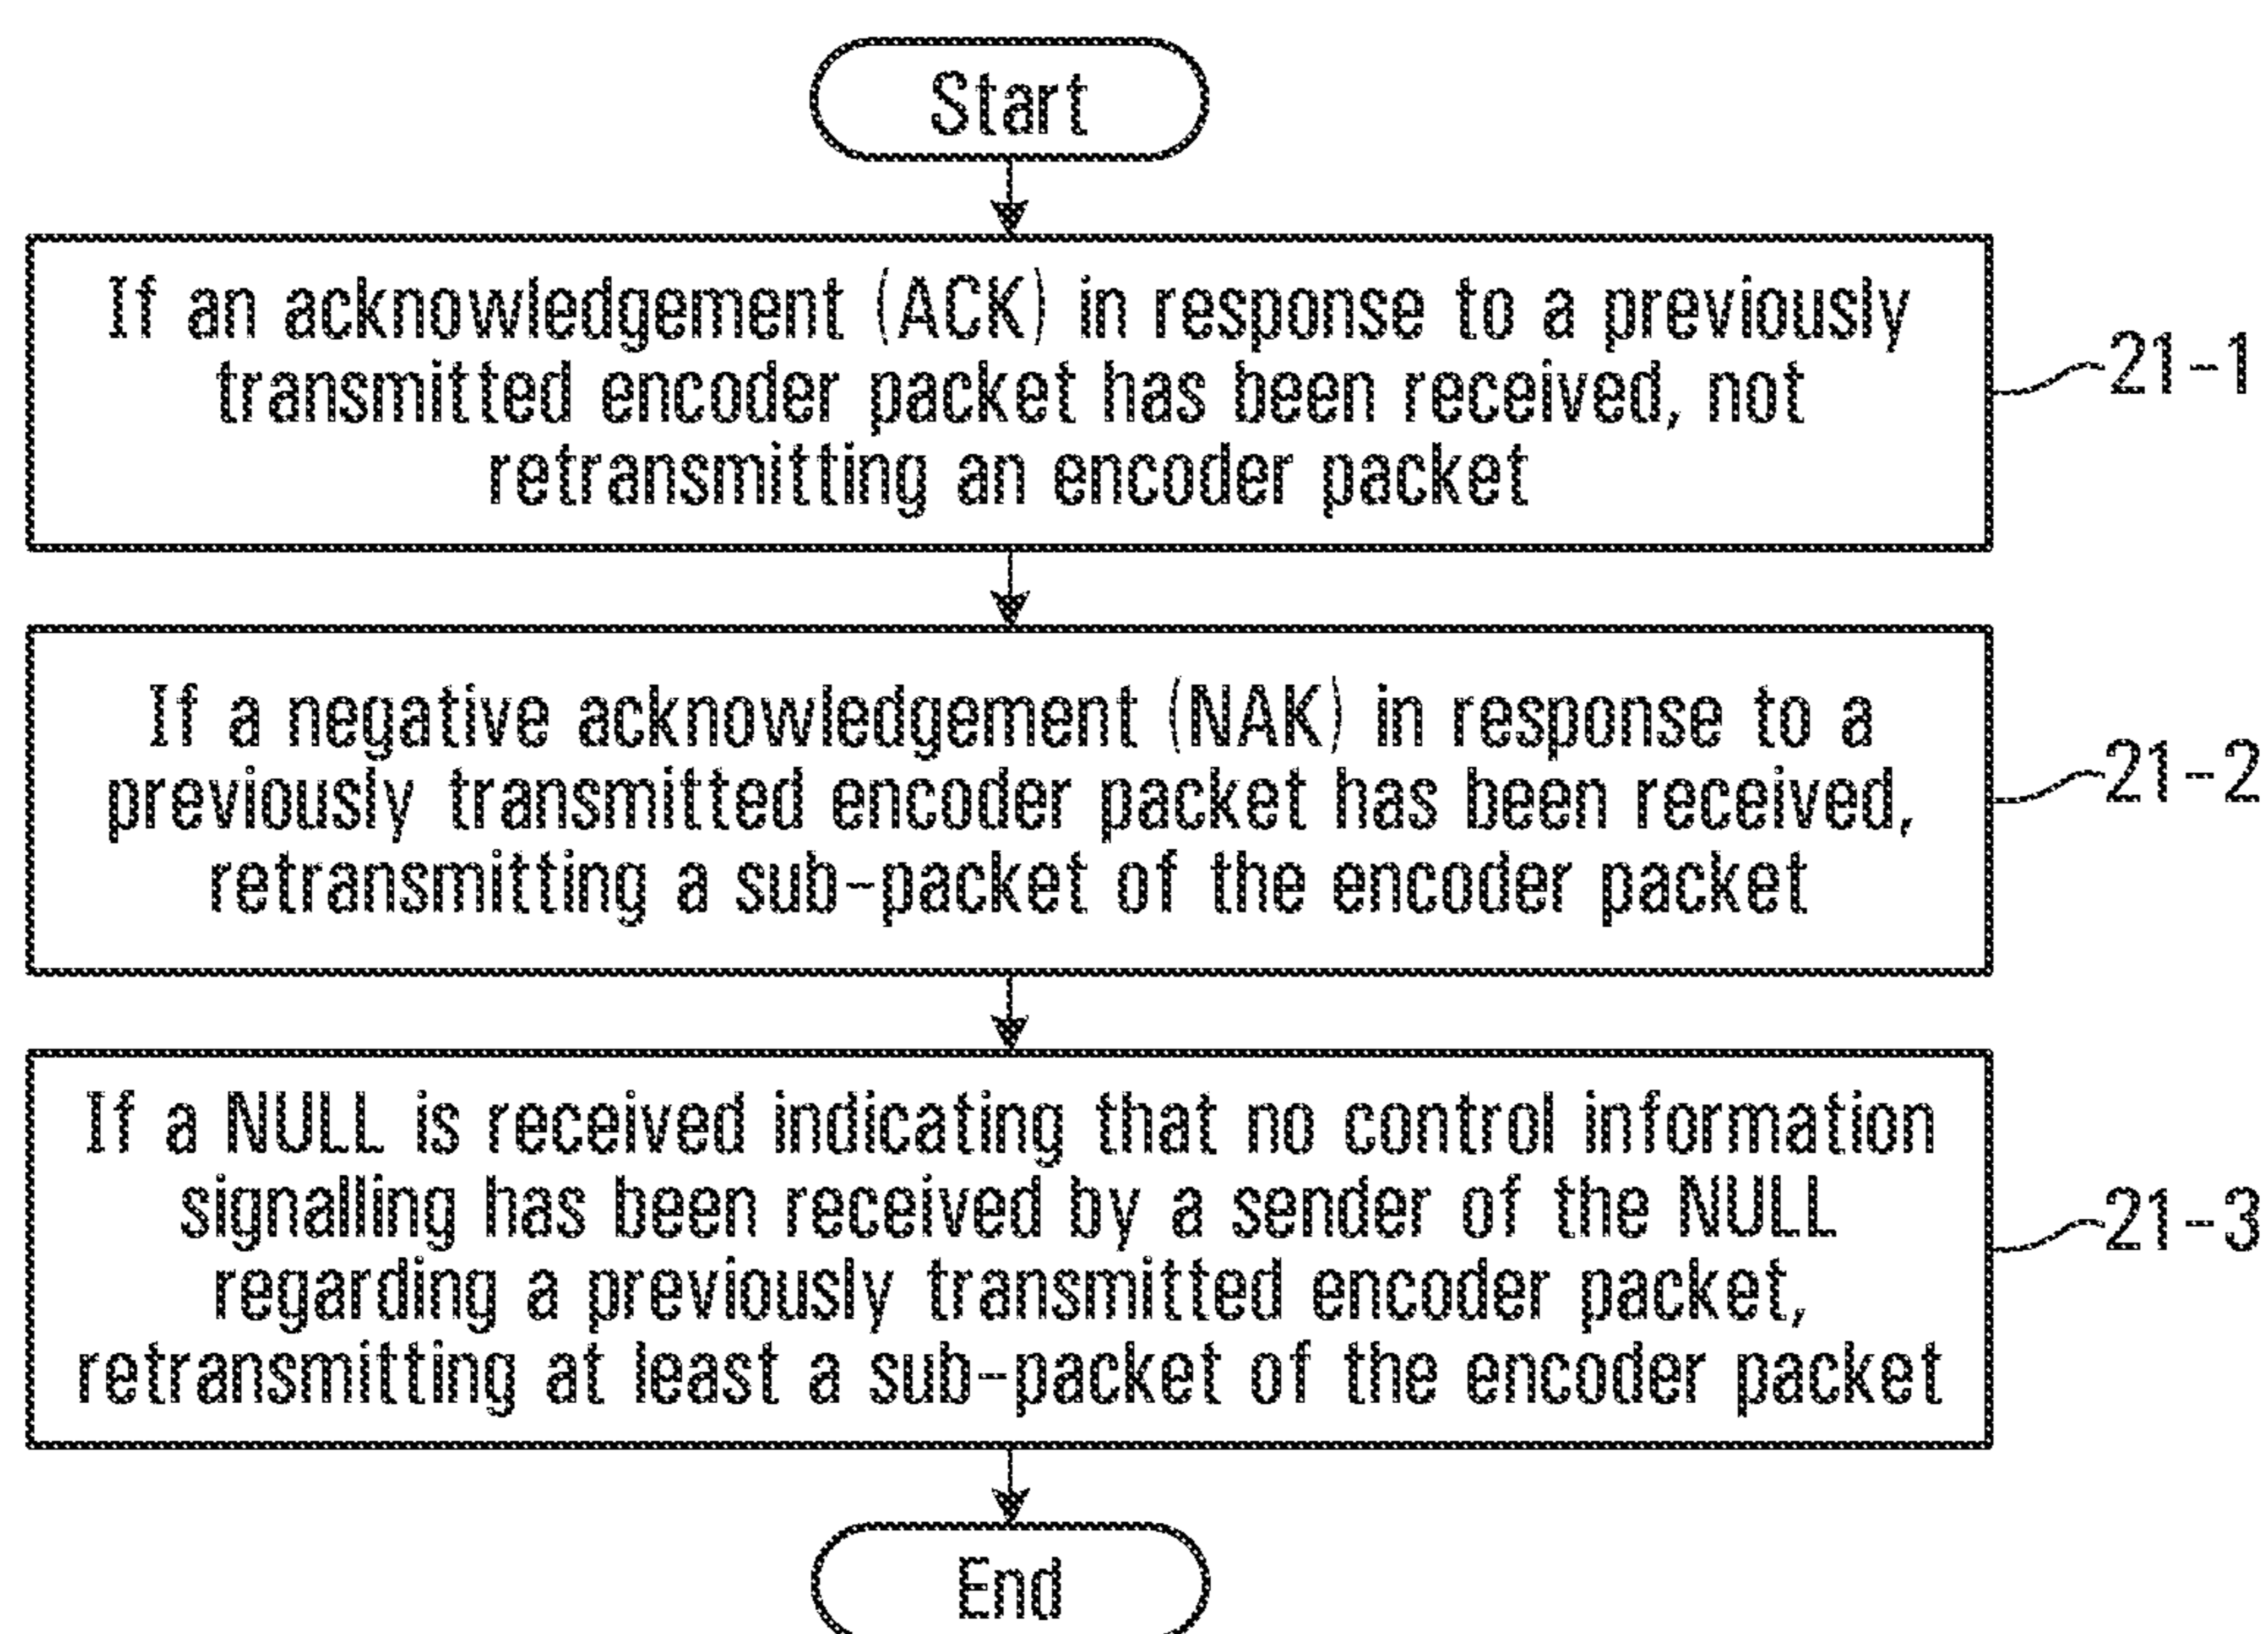 Start
If an acknowledgement (ACK) in response to a previously
transmitted encoder packet has been received, not
retransmitting an encoder packet
21-1
If a negative acknowledgement (NAK) in response to a
previously transmitted encoder packet has been received,
retransmitting a sub-packet of the encoder packet
21-2
If a NULL is received indicating that no control information
signalling has been received by a sender of the NULL
regarding a previously transmitted encoder packet,
retransmitting at least a sub-packet of the encoder packet
21-3
End